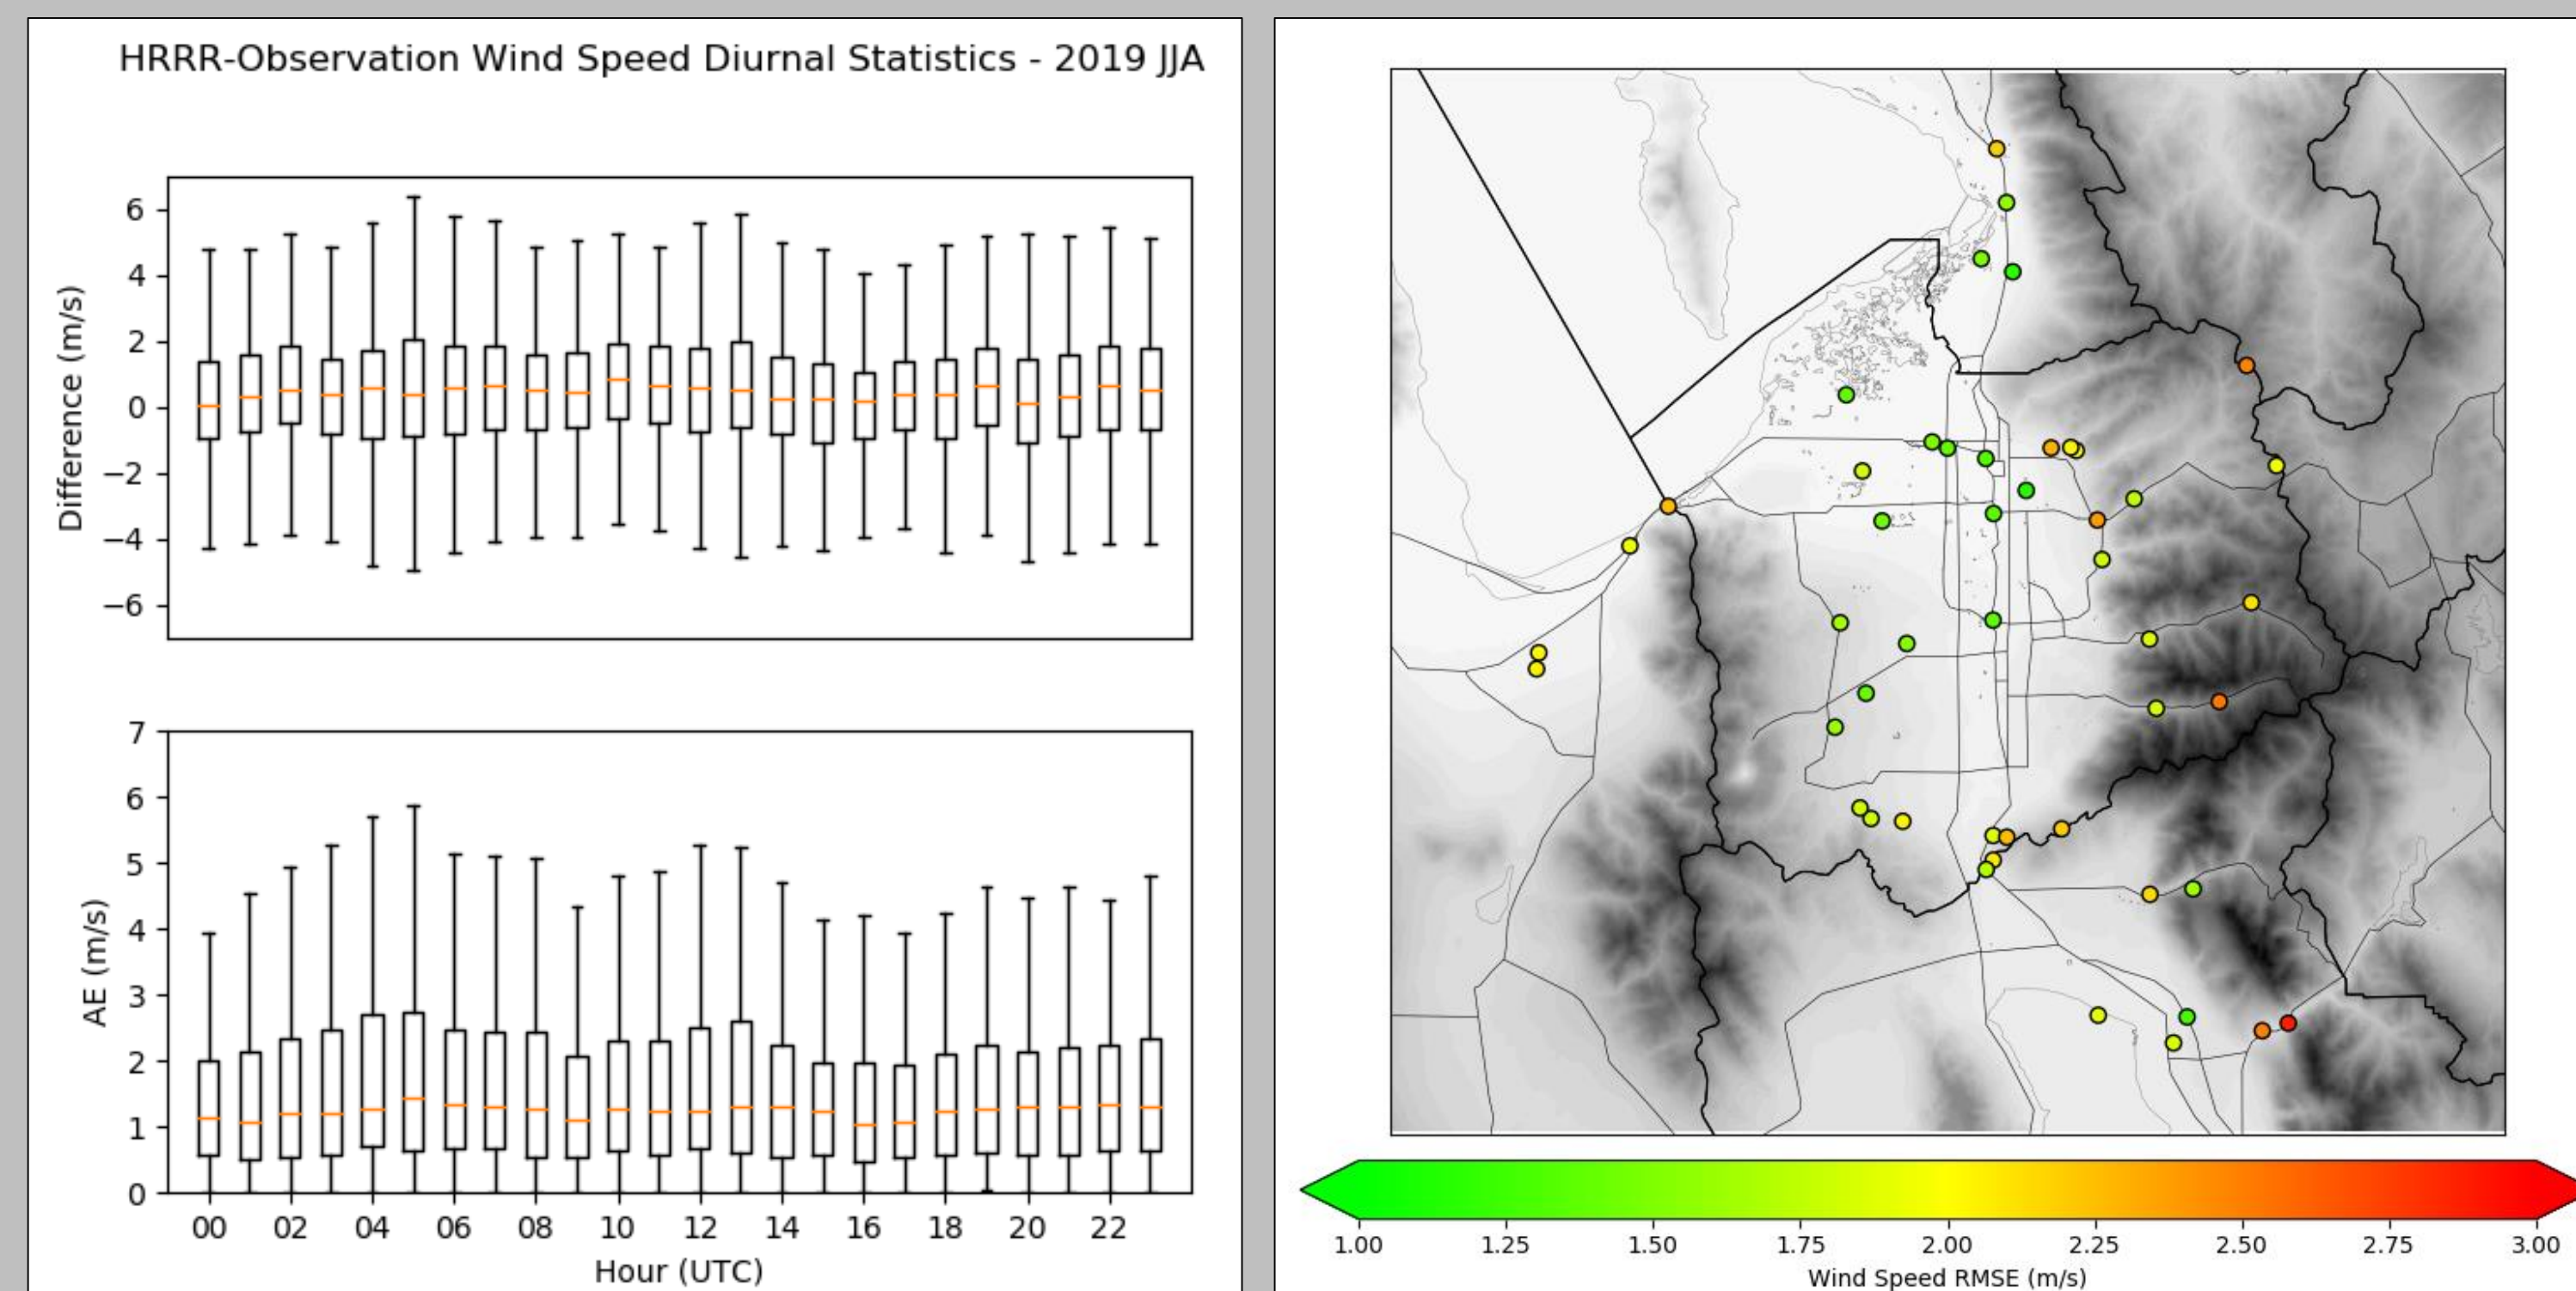 HRRR-Observation Wind Speed Diurnal Statistics - 2019 JJA
6
4
2
0
−2
−4
−6
Difference (m/s)
7
6
5
4
3
2
1
0
AE (m/s)
00 02 04 06 08 10 12 14 16 18 20 22
Hour (UTC)
1.00 1.25 1.50 1.75 2.00 2.25 2.50 2.75 3.00
Wind Speed RMSE (m/s)